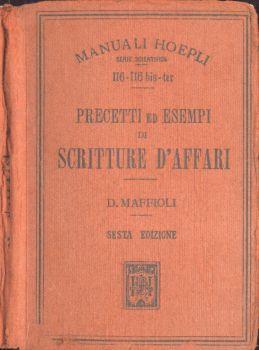 MANUALI HOEPLI
SERIE SCIENTIFICA
116-116 bis-ter
PRECETTI ED ESEMPI
DI
SCRITTURE D'AFFARI
D. MAFFIOLI
SESTA EDIZIONE